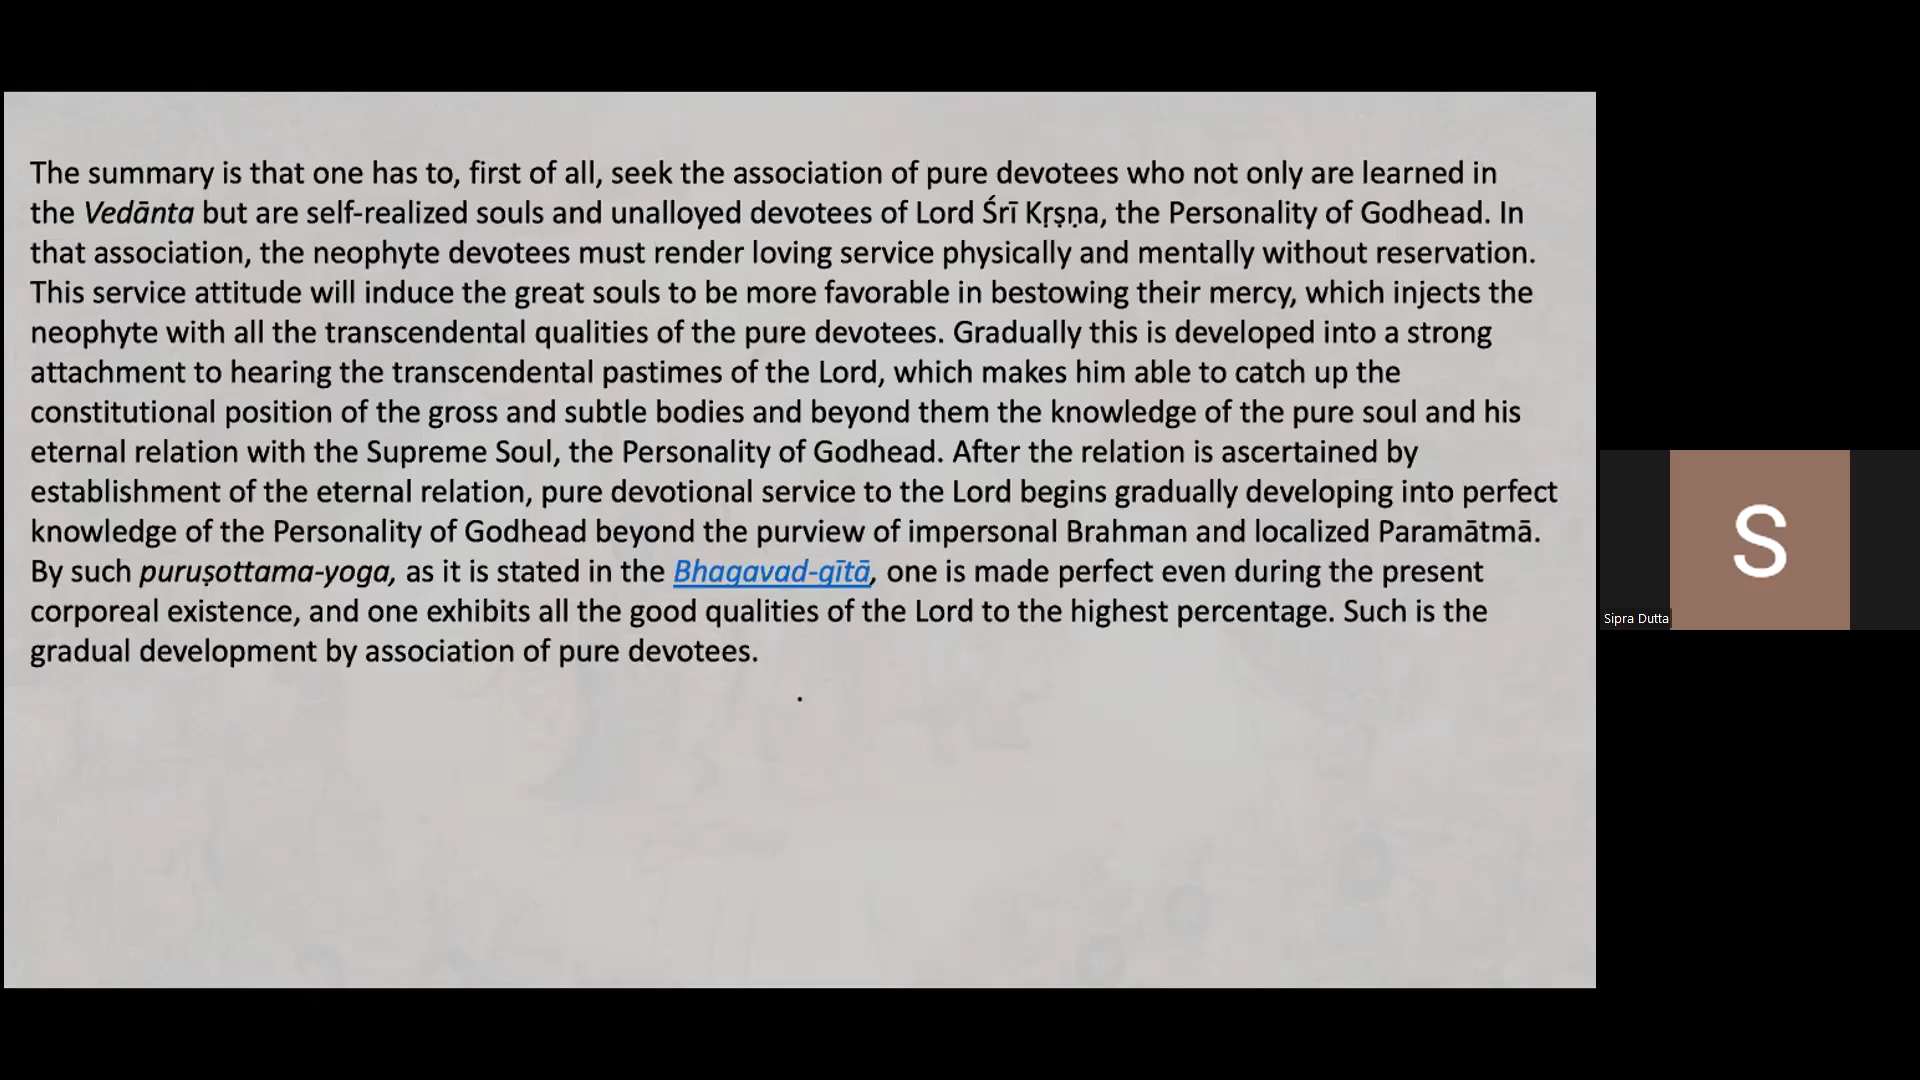 The summary is that one has to, first of all, seek the association of pure devotees who not only are learned in
the Vedānta but are self-realized souls and unalloyed devotees of Lord Śrī Kṛṣṇa, the Personality of Godhead. In
that association, the neophyte devotees must render loving service physically and mentally without reservation.
This service attitude will induce the great souls to be more favorable in bestowing their mercy, which injects the
neophyte with all the transcendental qualities of the pure devotees. Gradually this is developed into a strong
attachment to hearing the transcendental pastimes of the Lord, which makes him able to catch up the
constitutional position of the gross and subtle bodies and beyond them the knowledge of the pure soul and his
eternal relation with the Supreme Soul, the Personality of Godhead. After the relation is ascertained by
establishment of the eternal relation, pure devotional service to the Lord begins gradually developing into perfect
knowledge of the Personality of Godhead beyond the purview of impersonal Brahman and localized Paramātmā.
By such puruṣottama-yoga, as it is stated in the Bhagavad-gītā, one is made perfect even during the present
corporeal existence, and one exhibits all the good qualities of the Lord to the highest percentage. Such is the
gradual development by association of pure devotees.
.
S
Sipra Dutta